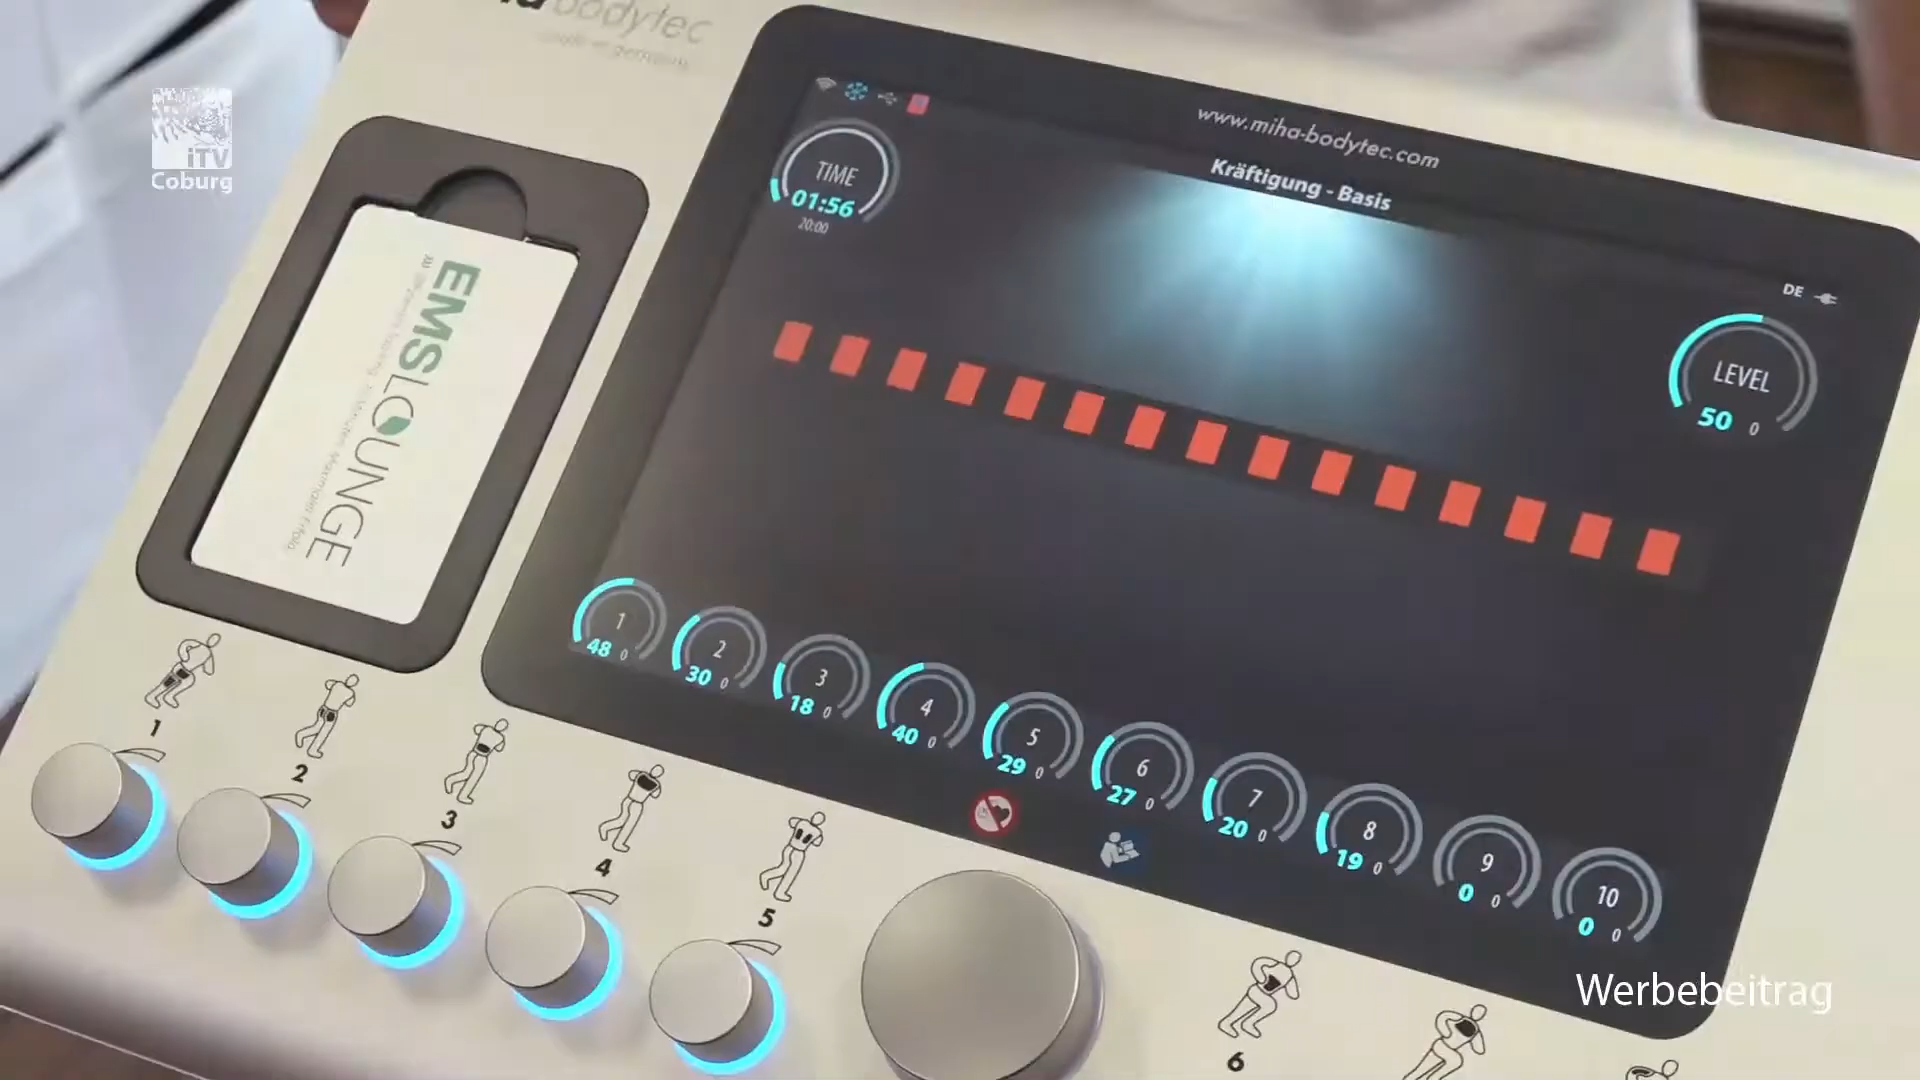 bodytec
iTV
Coburg
www.miha-bodytec.com
Kräftigung - Basis
TIME
01:56
20:00
DE
LEVEL
50 0
EMSLOUNGE
1
48 0
2
30 0
3
18 0
4
40 0
5
29 0
6
27 0
7
20 0
8
19 0
9
0 0
10
0 0
1
2
3
4
5
6
Werbebeitrag